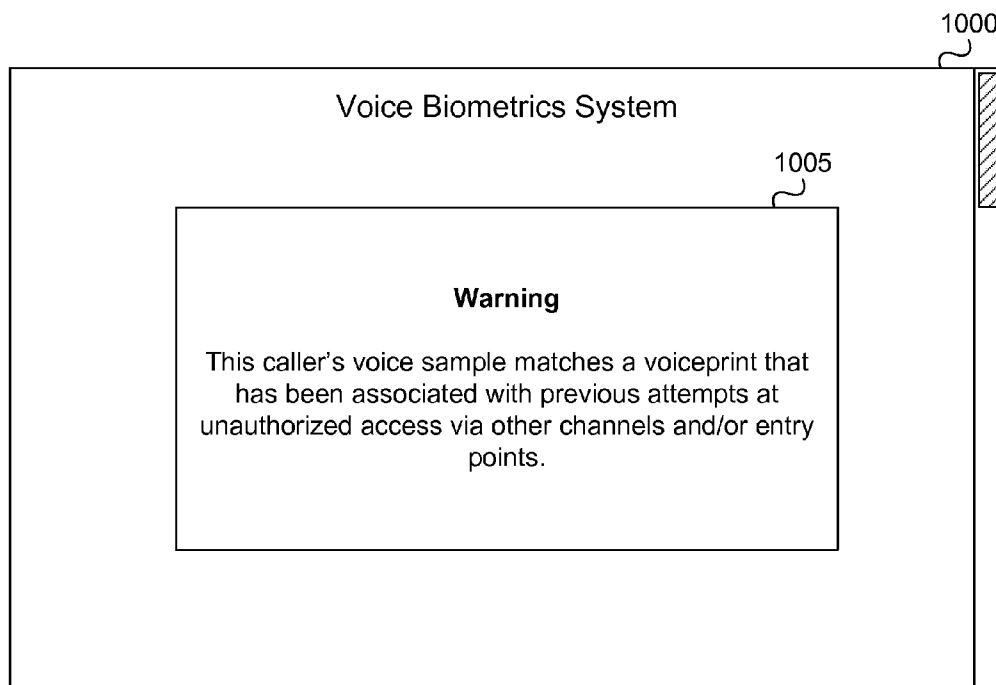 1000
Voice Biometrics System
1005
Warning
This caller’s voice sample matches a voiceprint that
has been associated with previous attempts at
unauthorized access via other channels and/or entry
points.